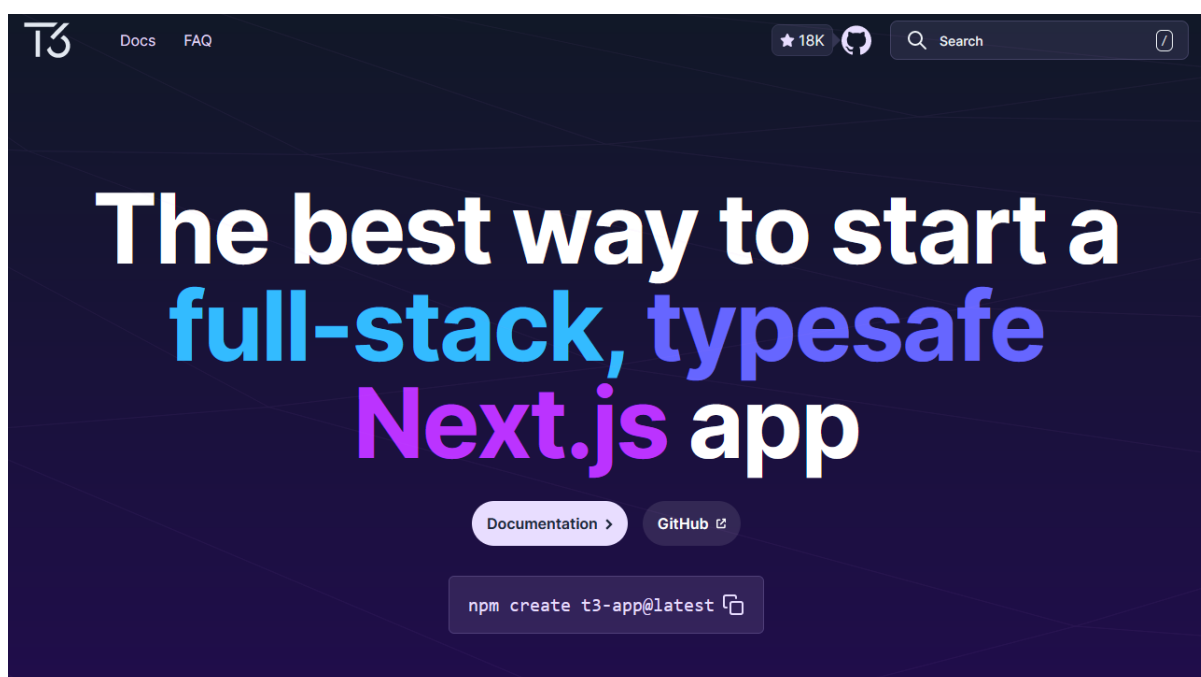 T3 Docs FAQ 18K Search /
The best way to start a
full-stack, typesafe
Next.js app
Documentation GitHub
npm create t3-app@latest